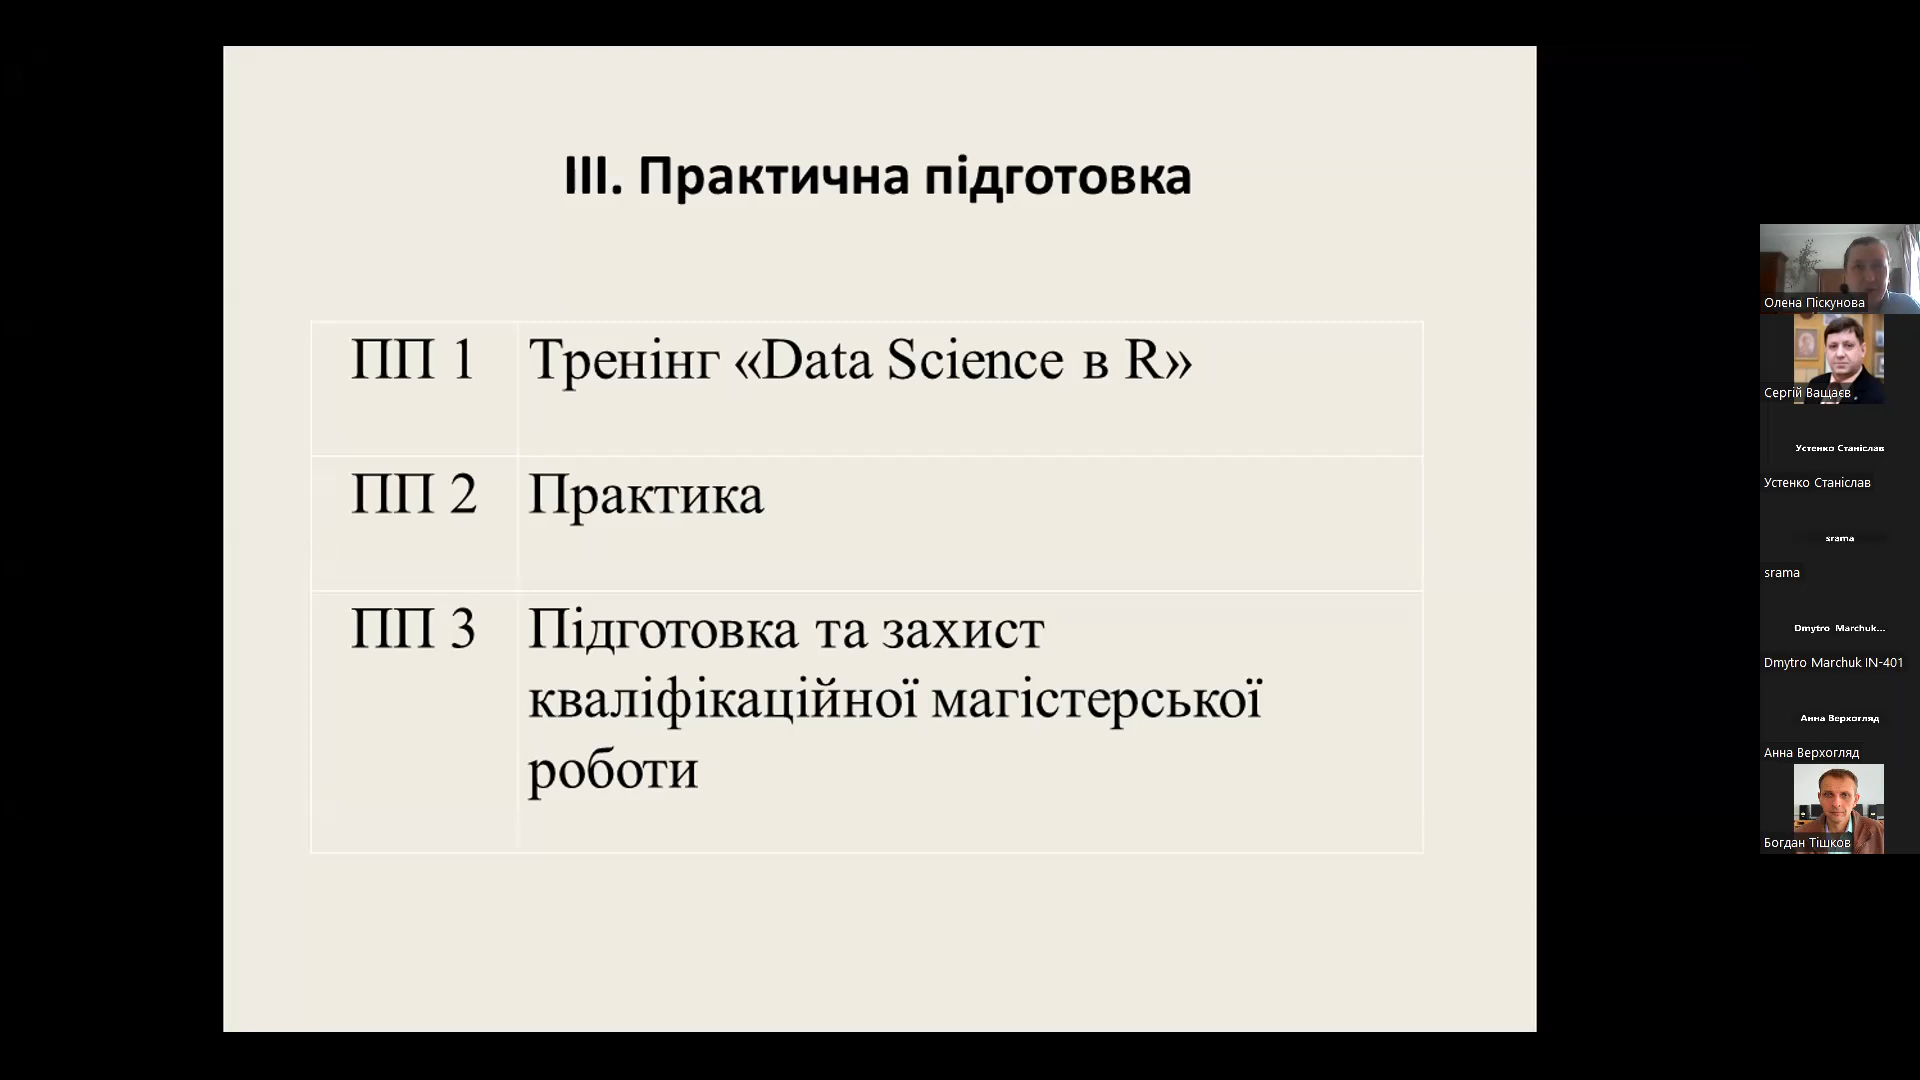 III. Практична підготовка
ПП 1 Тренінг «Data Science в R»
ПП 2 Практика
ПП 3 Підготовка та захист
кваліфікаційної магістерської
роботи
Олена Піскунова
Сергій Ващаєв
Устенко Станіслав
Устенко Станіслав
srama
srama
Dmytro Marchuk...
Dmytro Marchuk IN-401
Анна Верхогляд
Анна Верхогляд
Богдан Тішков